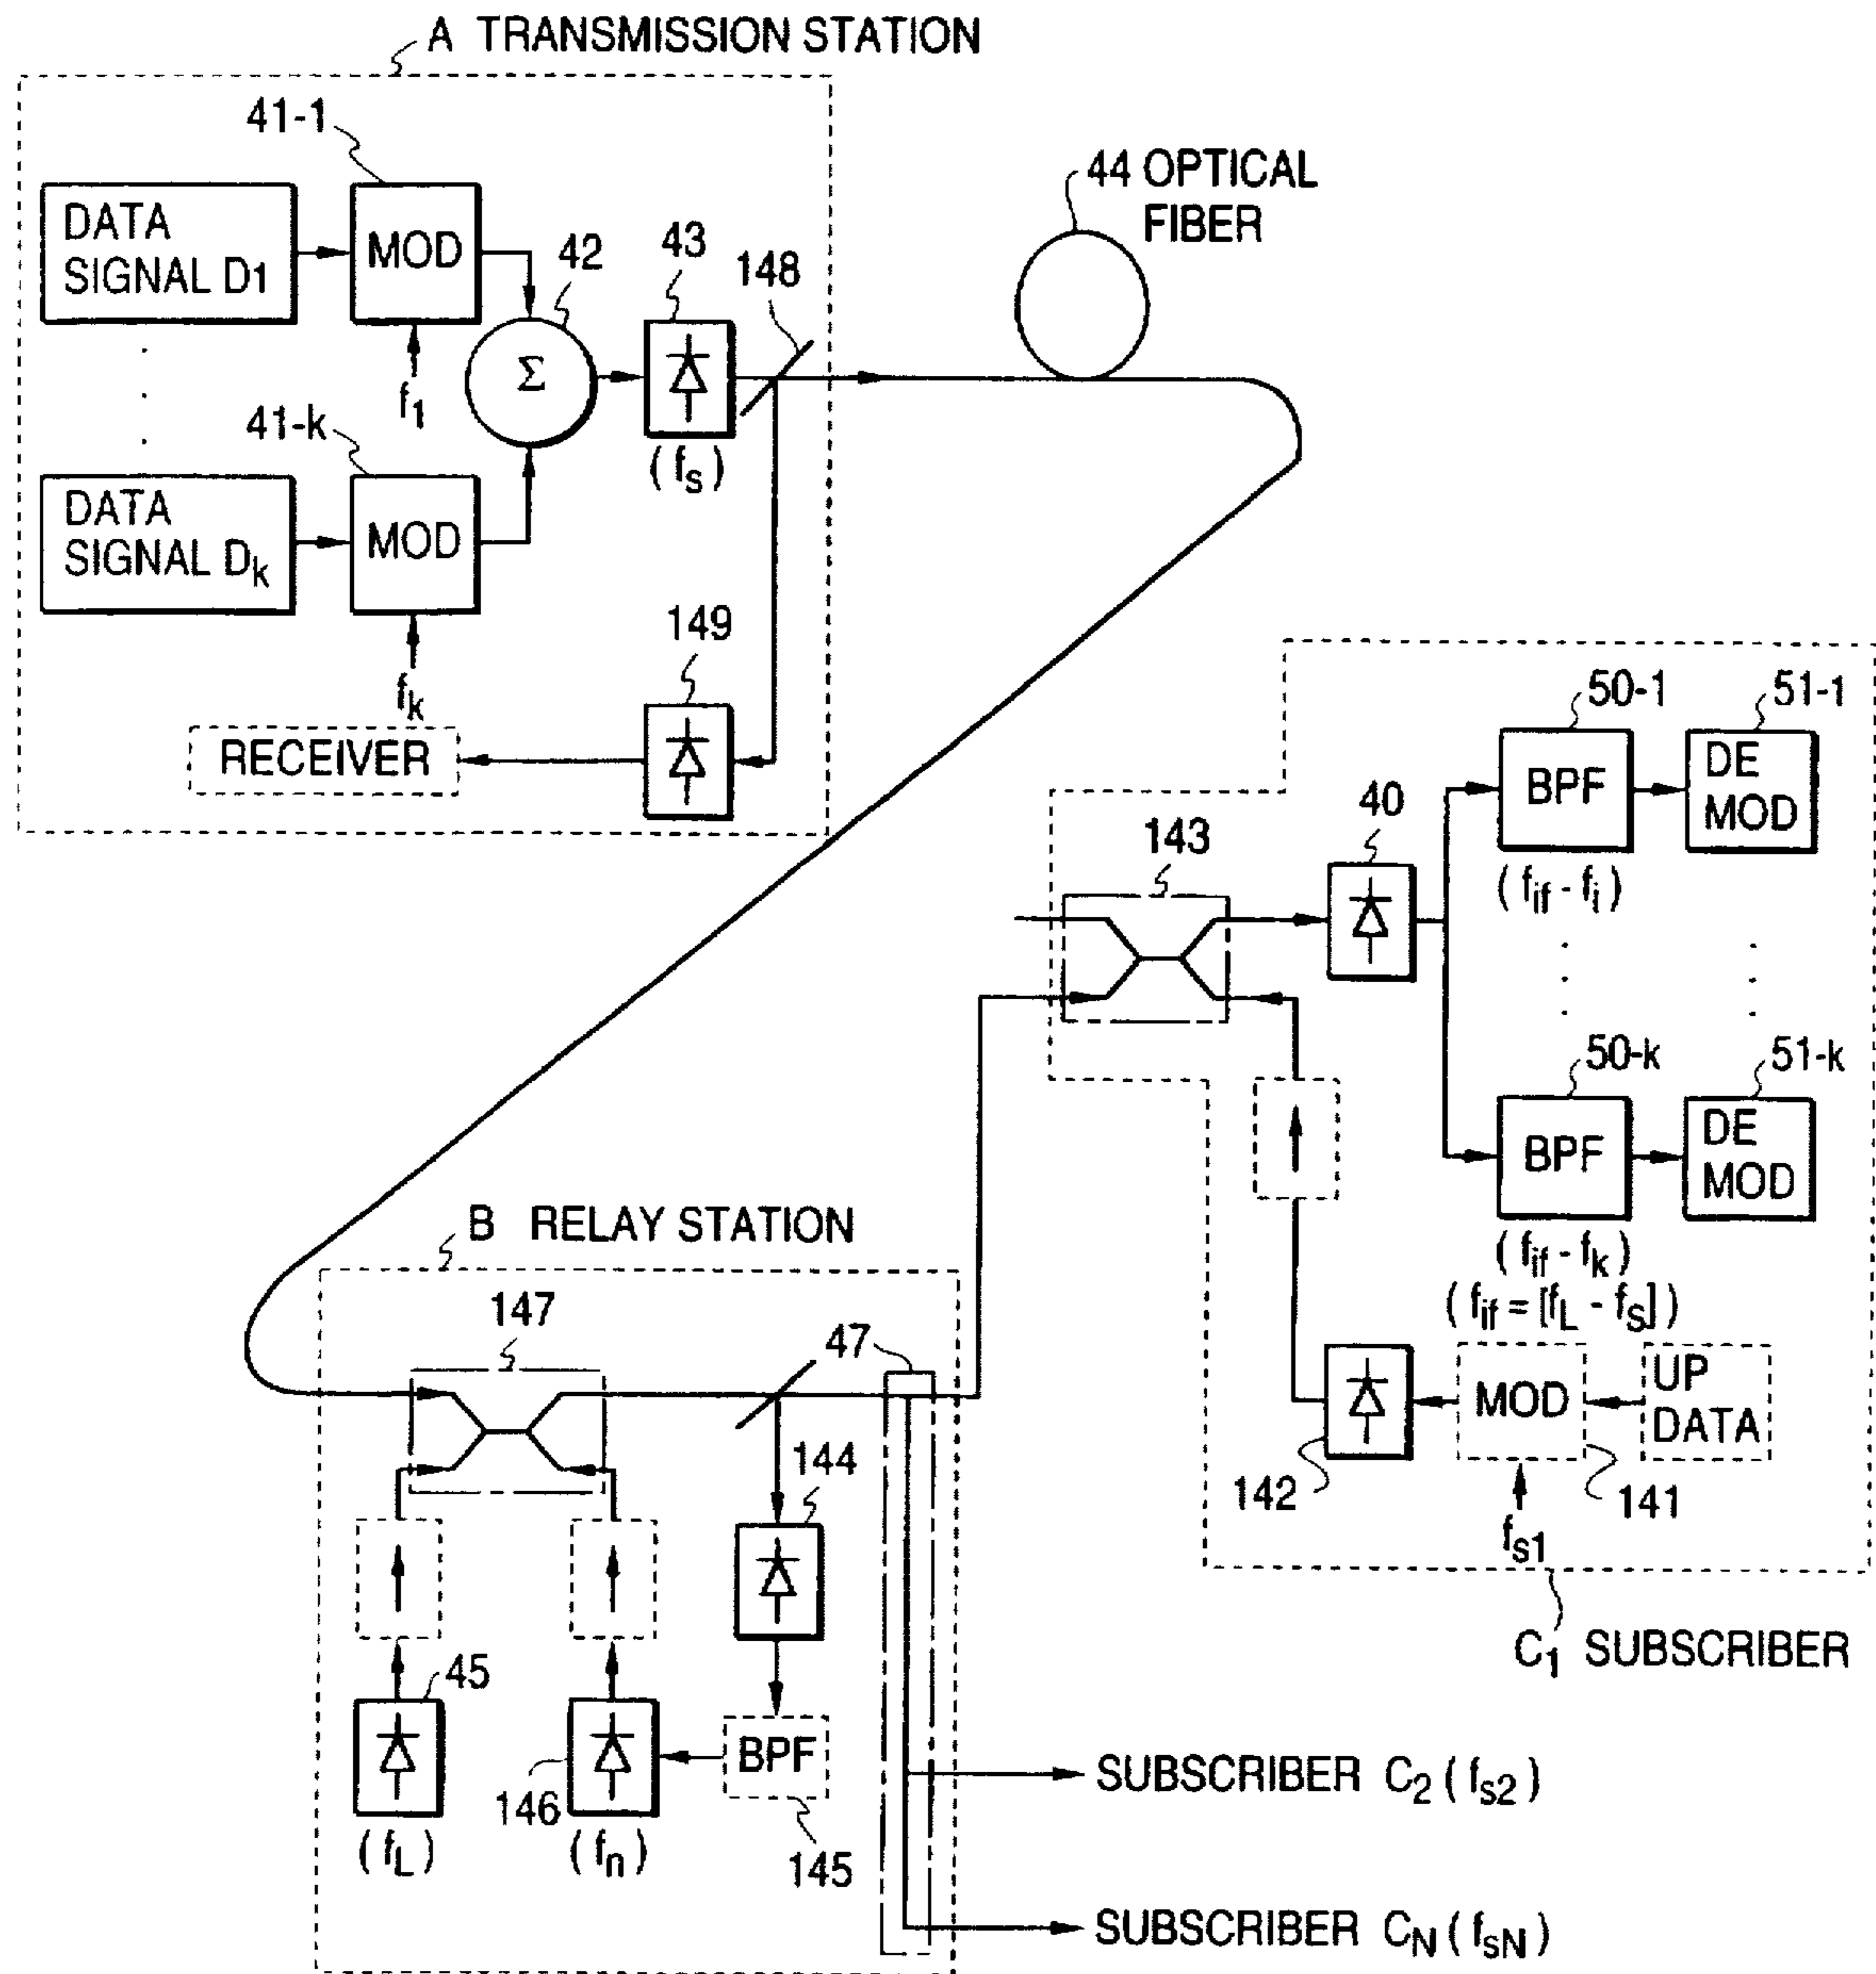 A TRANSMISSION STATION
41-1
DATA
SIGNAL D1
MOD
f1
42
Σ
43
(fs)
148
44 OPTICAL
FIBER
41-k
DATA
SIGNAL Dk
MOD
fk
149
RECEIVER
50-1
51-1
BPF
DE
MOD
(fif - fi)
40
143
50-k
51-k
BPF
DE
MOD
(fif - fk)
(fif = [fL - fS])
UP
DATA
MOD
142
141
fs1
C1 SUBSCRIBER
B RELAY STATION
147
47
144
45
146
BPF
145
(fL)
(fn)
SUBSCRIBER C2 (fs2)
SUBSCRIBER CN (fsN)